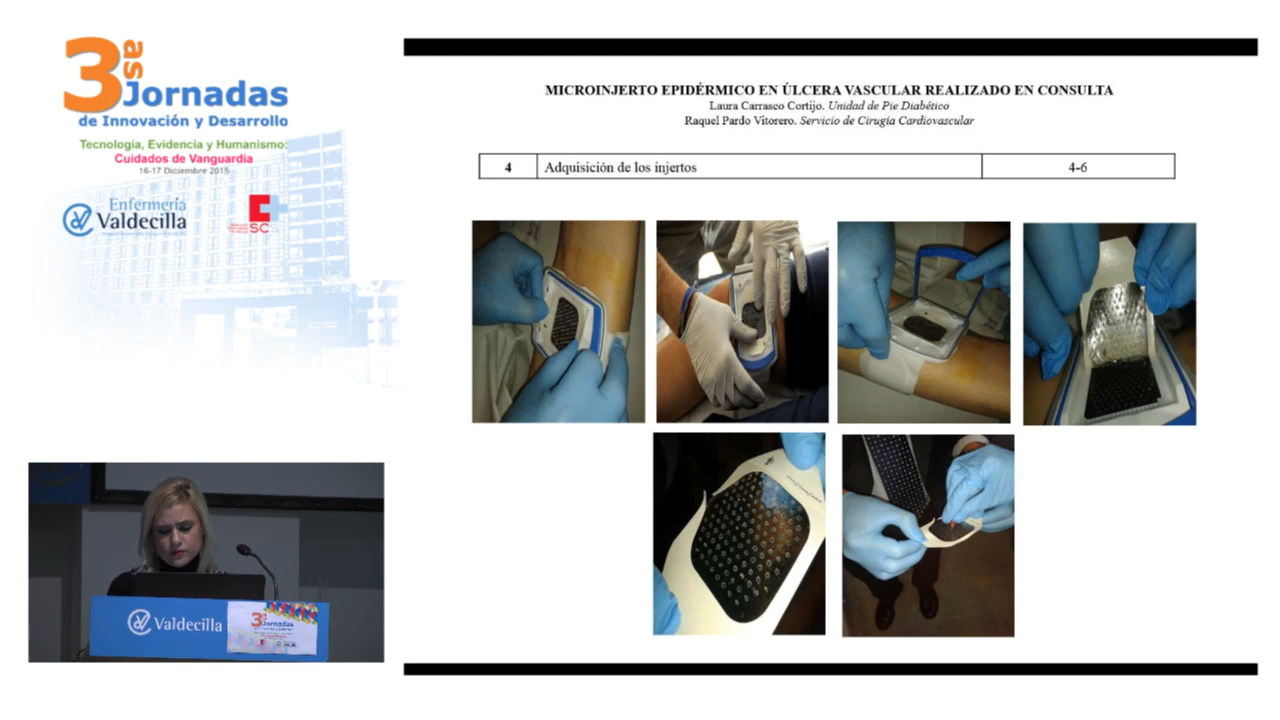 3as Jornadas
de Innovación y Desarrollo
Tecnología, Evidencia y Humanismo:
Cuidados de Vanguardia
16-17 Diciembre 2015
Enfermería
Valdecilla
SC
MICROINJERTO EPIDÉRMICO EN ÚLCERA VASCULAR REALIZADO EN CONSULTA
Laura Carrasco Cortijo. Unidad de Pie Diabético
Raquel Pardo Vitorero. Servicio de Cirugía Cardiovascular
4 Adquisición de los injertos 4-6
Valdecilla
3as Jornadas